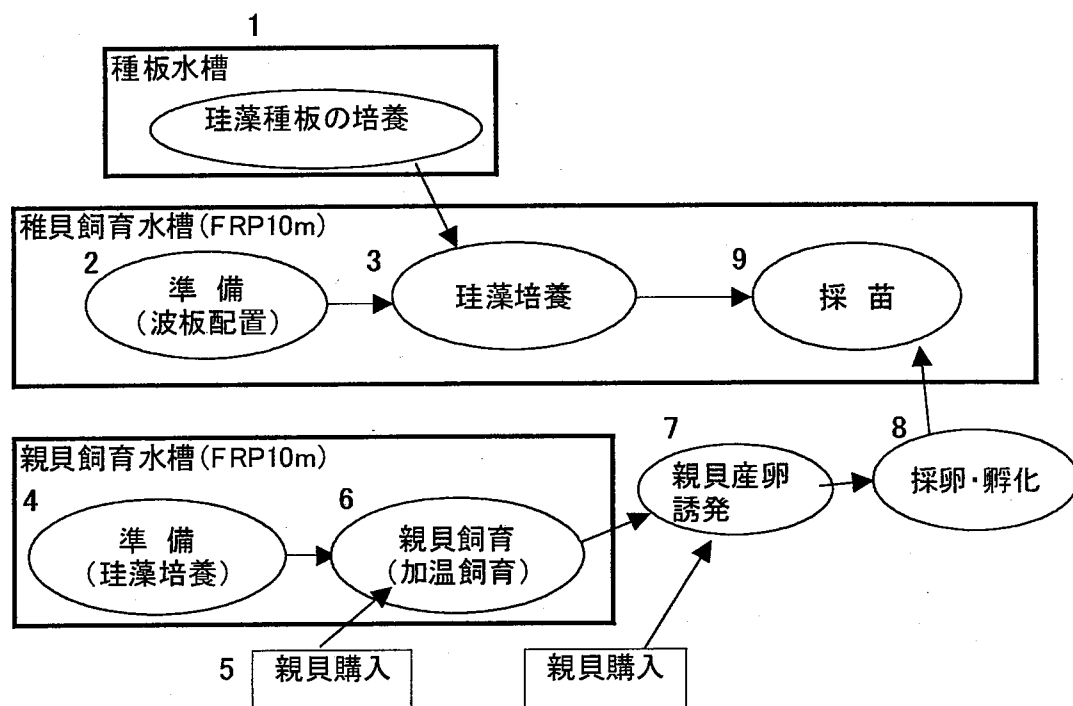 1
種板水槽
珪藻種板の培養
稚貝飼育水槽(FRP10m)
2
準 備
(波板配置)
3
珪藻培養
9
採 苗
親貝飼育水槽(FRP10m)
4
準 備
(珪藻培養)
6
親貝飼育
(加温飼育)
7
親貝産卵
誘発
8
採卵・孵化
5
親貝購入
親貝購入